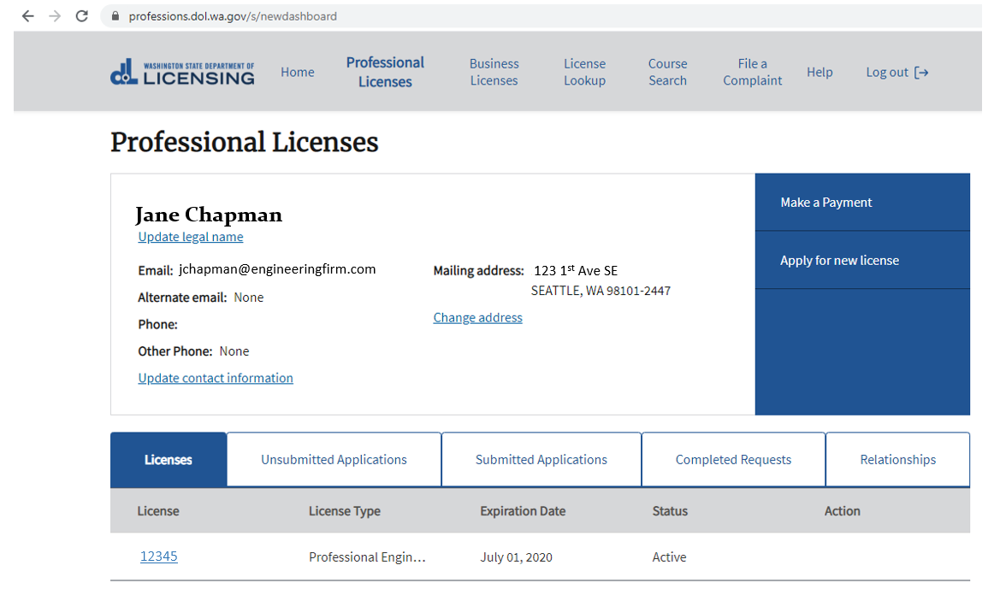 professions.dol.wa.gov/s/newdashboard
WASHINGTON STATE DEPARTMENT OF
LICENSING
Home
Professional
Licenses
Business
Licenses
License
Lookup
Course
Search
File a
Complaint
Help
Log out
Professional Licenses
Jane Chapman
Update legal name
Email: jchapman@engineeringfirm.com
Alternate email: None
Phone:
Other Phone: None
Update contact information
Mailing address: 123 1st Ave SE
SEATTLE, WA 98101-2447
Change address
Make a Payment
Apply for new license
Licenses Unsubmitted Applications Submitted Applications Completed Requests Relationships
License License Type Expiration Date Status Action
12345 Professional Engin... July 01, 2020 Active